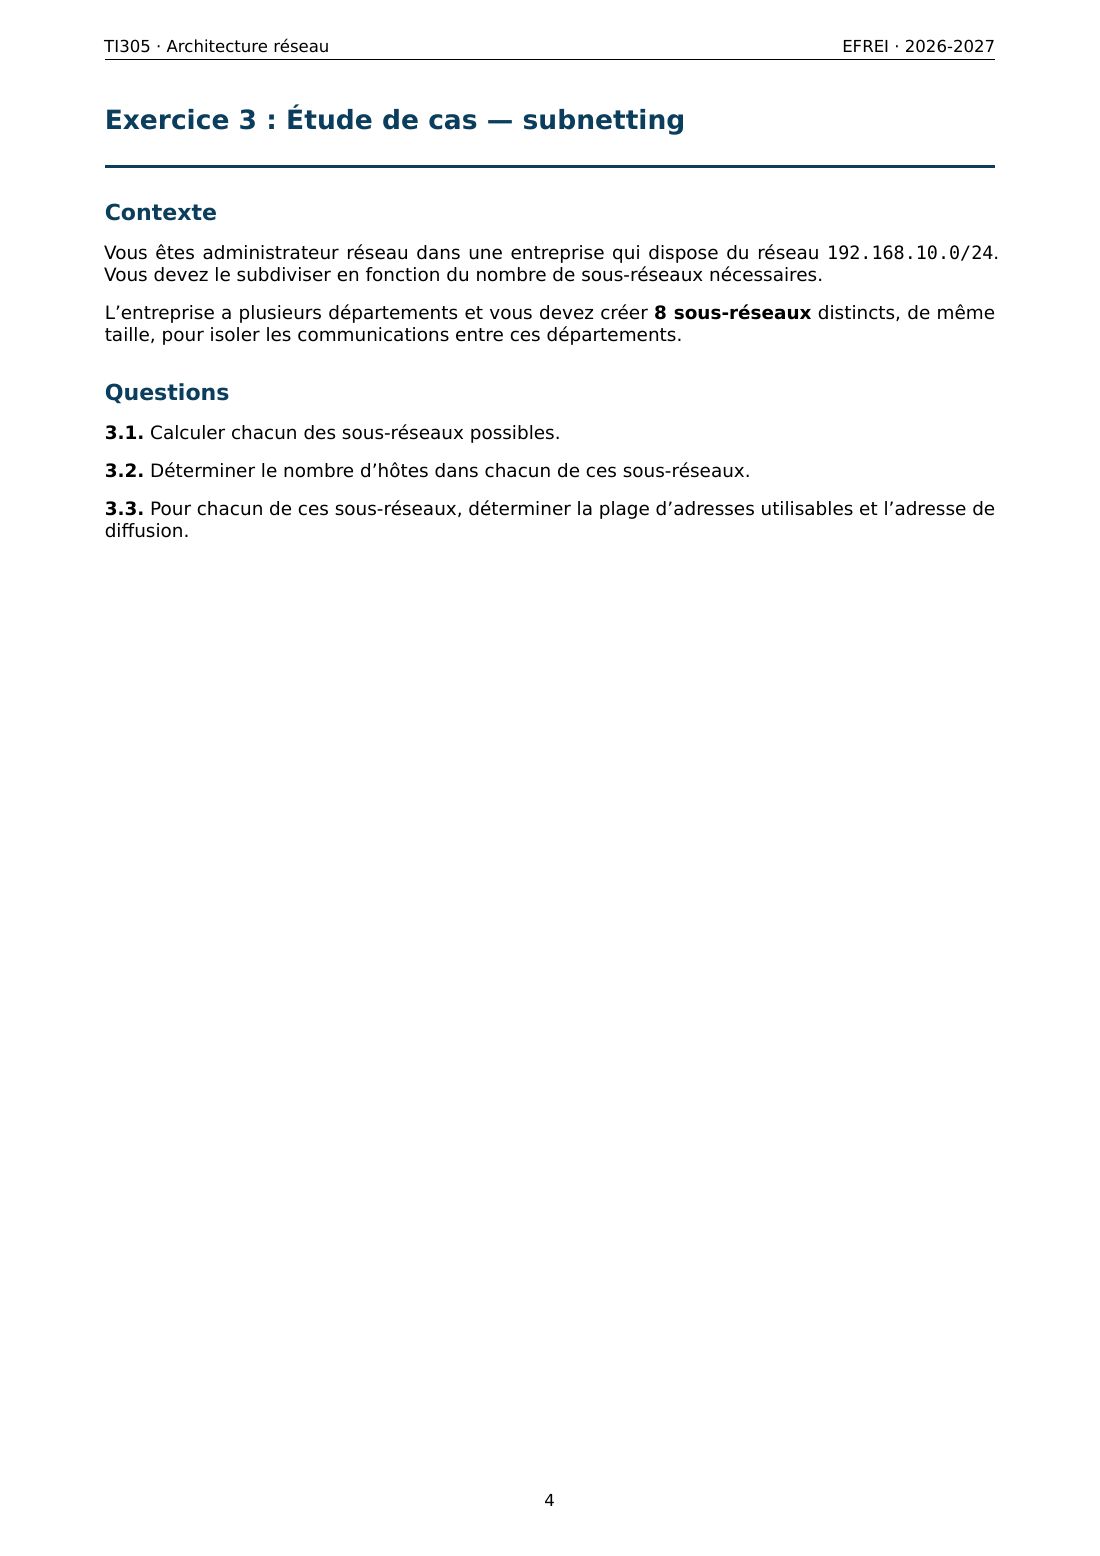 TI305 · Architecture réseau EFREI · 2026-2027
Exercice 3 : Étude de cas — subnetting
Contexte
Vous êtes administrateur réseau dans une entreprise qui dispose du réseau 192.168.10.0/24.
Vous devez le subdiviser en fonction du nombre de sous-réseaux nécessaires.
L’entreprise a plusieurs départements et vous devez créer 8 sous-réseaux distincts, de même
taille, pour isoler les communications entre ces départements.
Questions
3.1. Calculer chacun des sous-réseaux possibles.
3.2. Déterminer le nombre d’hôtes dans chacun de ces sous-réseaux.
3.3. Pour chacun de ces sous-réseaux, déterminer la plage d’adresses utilisables et l’adresse de
diffusion.
4